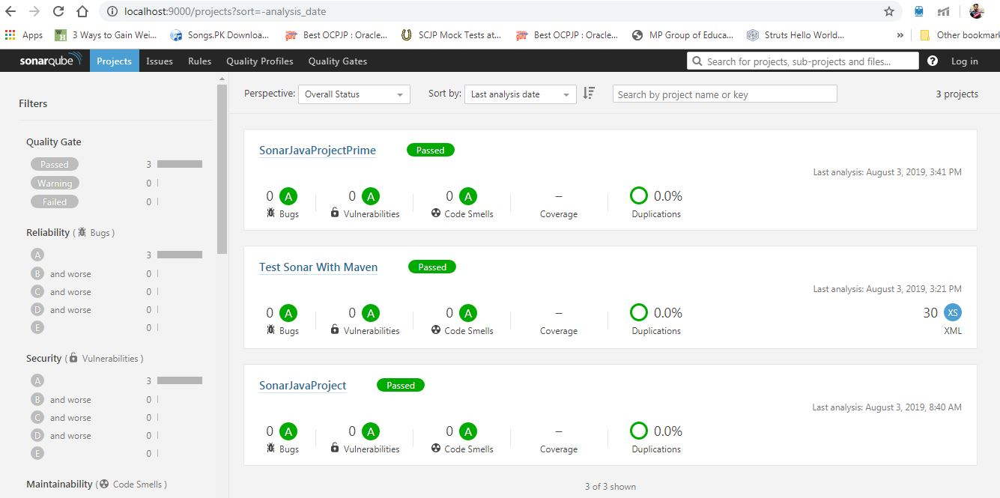 localhost:9000/projects?sort=-analysis_date
Apps 3 Ways to Gain Wei... Songs.PK Downloa... Best OCPJP : Oracle... SCJP Mock Tests at... Best OCPJP : Oracle... MP Group of Educa... Struts Hello World... » Other bookmar
sonarqube Projects Issues Rules Quality Profiles Quality Gates Search for projects, sub-projects and files... ? Log in
Perspective: Overall Status Sort by: Last analysis date Search by project name or key 3 projects
Filters
Quality Gate
Passed 3
Warning 0
Failed 0
Reliability ( Bugs )
A 3
B and worse 0
C and worse 0
D and worse 0
E 0
Security ( Vulnerabilities )
A 3
B and worse 0
C and worse 0
D and worse 0
E 0
Maintainability ( Code Smells )
SonarJavaProjectPrime Passed
Last analysis: August 3, 2019, 3:41 PM
0 A 0 A 0 A – 0.0%
Bugs Vulnerabilities Code Smells Coverage Duplications
Test Sonar With Maven Passed
Last analysis: August 3, 2019, 3:21 PM
0 A 0 A 0 A – 0.0% 30 XS
Bugs Vulnerabilities Code Smells Coverage Duplications XML
SonarJavaProject Passed
Last analysis: August 3, 2019, 8:40 AM
0 A 0 A 0 A – 0.0%
Bugs Vulnerabilities Code Smells Coverage Duplications
3 of 3 shown